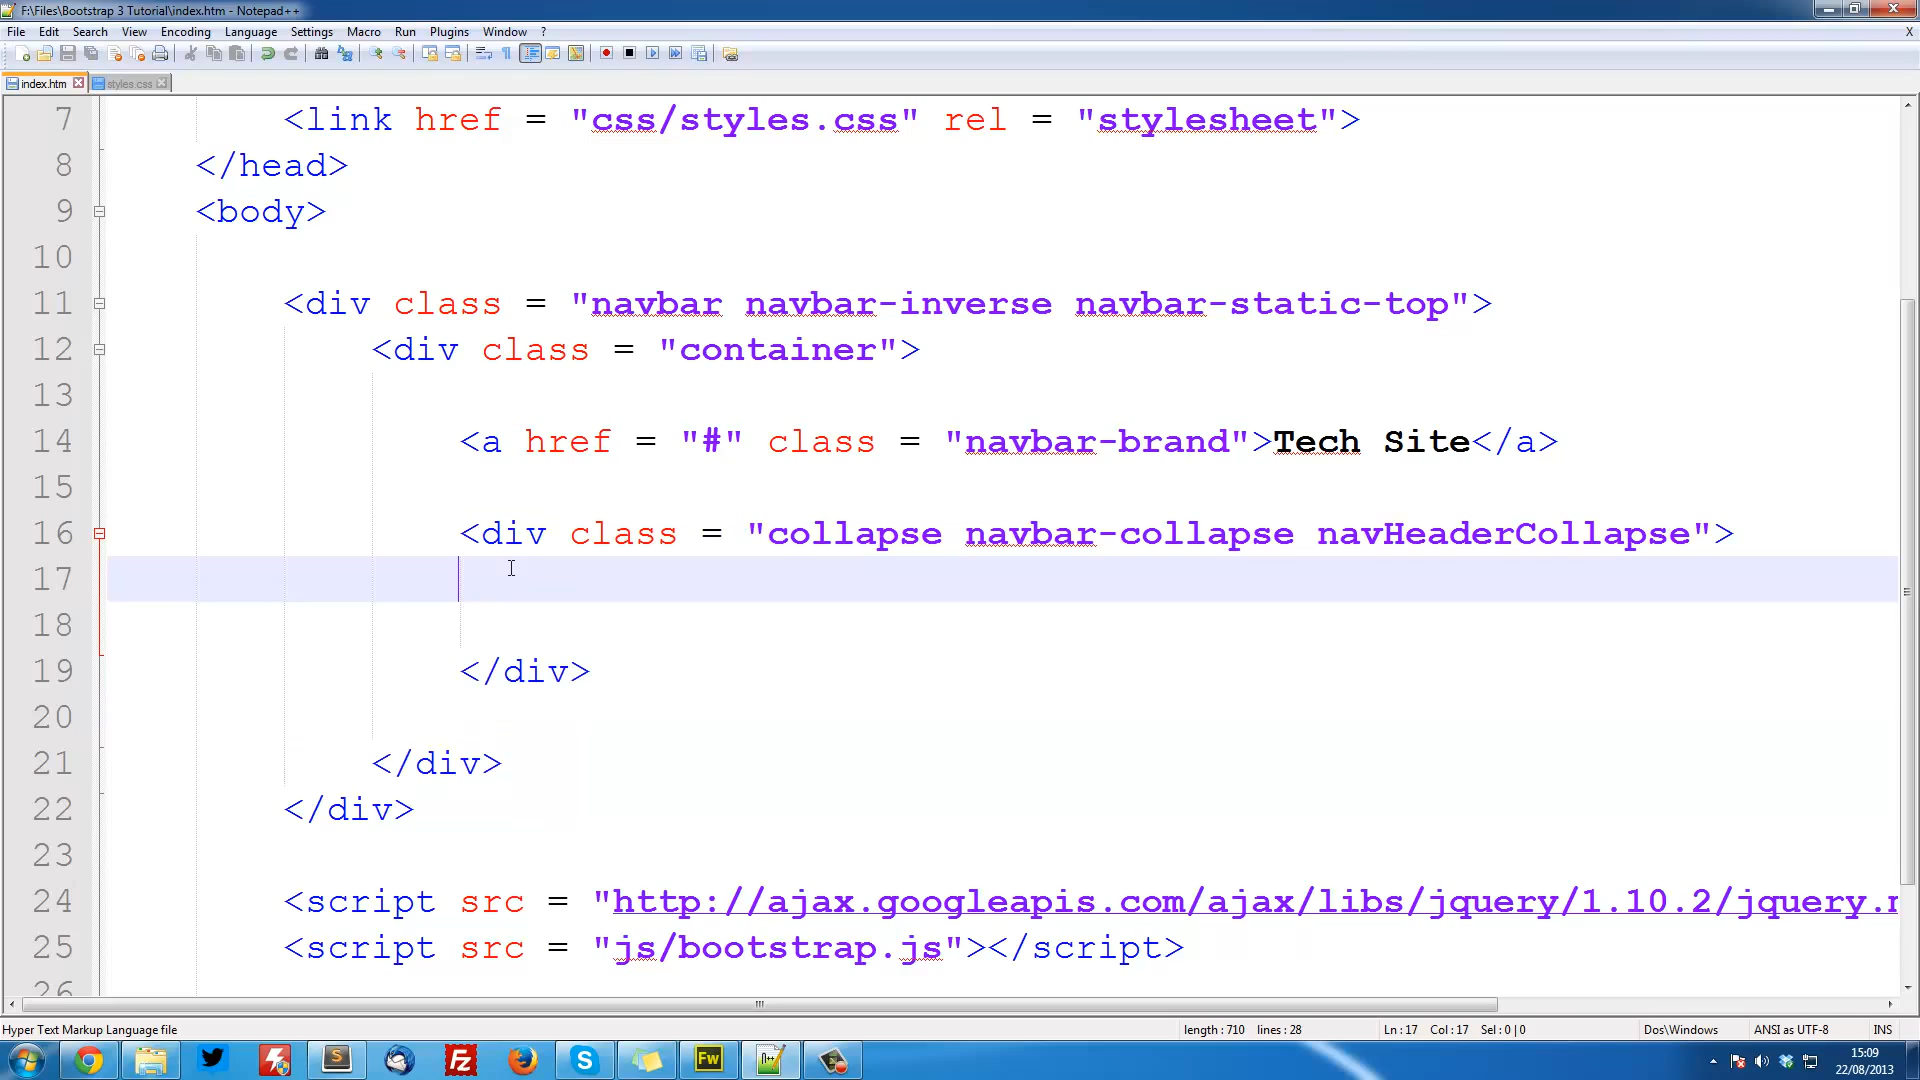 F:\Files\Bootstrap 3 Tutorial\index.htm - Notepad++
File Edit Search View Encoding Language Settings Macro Run Plugins Window ? X
index.htm styles.css
7 <link href = "css/styles.css" rel = "stylesheet">
8 </head>
9 <body>
10
11 <div class = "navbar navbar-inverse navbar-static-top">
12 <div class = "container">
13
14 <a href = "#" class = "navbar-brand">Tech Site</a>
15
16 <div class = "collapse navbar-collapse navHeaderCollapse">
17
18
19 </div>
20
21 </div>
22 </div>
23
24 <script src = "http://ajax.googleapis.com/ajax/libs/jquery/1.10.2/jquery.
25 <script src = "js/bootstrap.js"></script>
26
Hyper Text Markup Language file length : 710 lines : 28 Ln : 17 Col : 17 Sel : 0 | 0 Dos\Windows ANSI as UTF-8 INS
Fz S Fw
15:09
22/08/2013